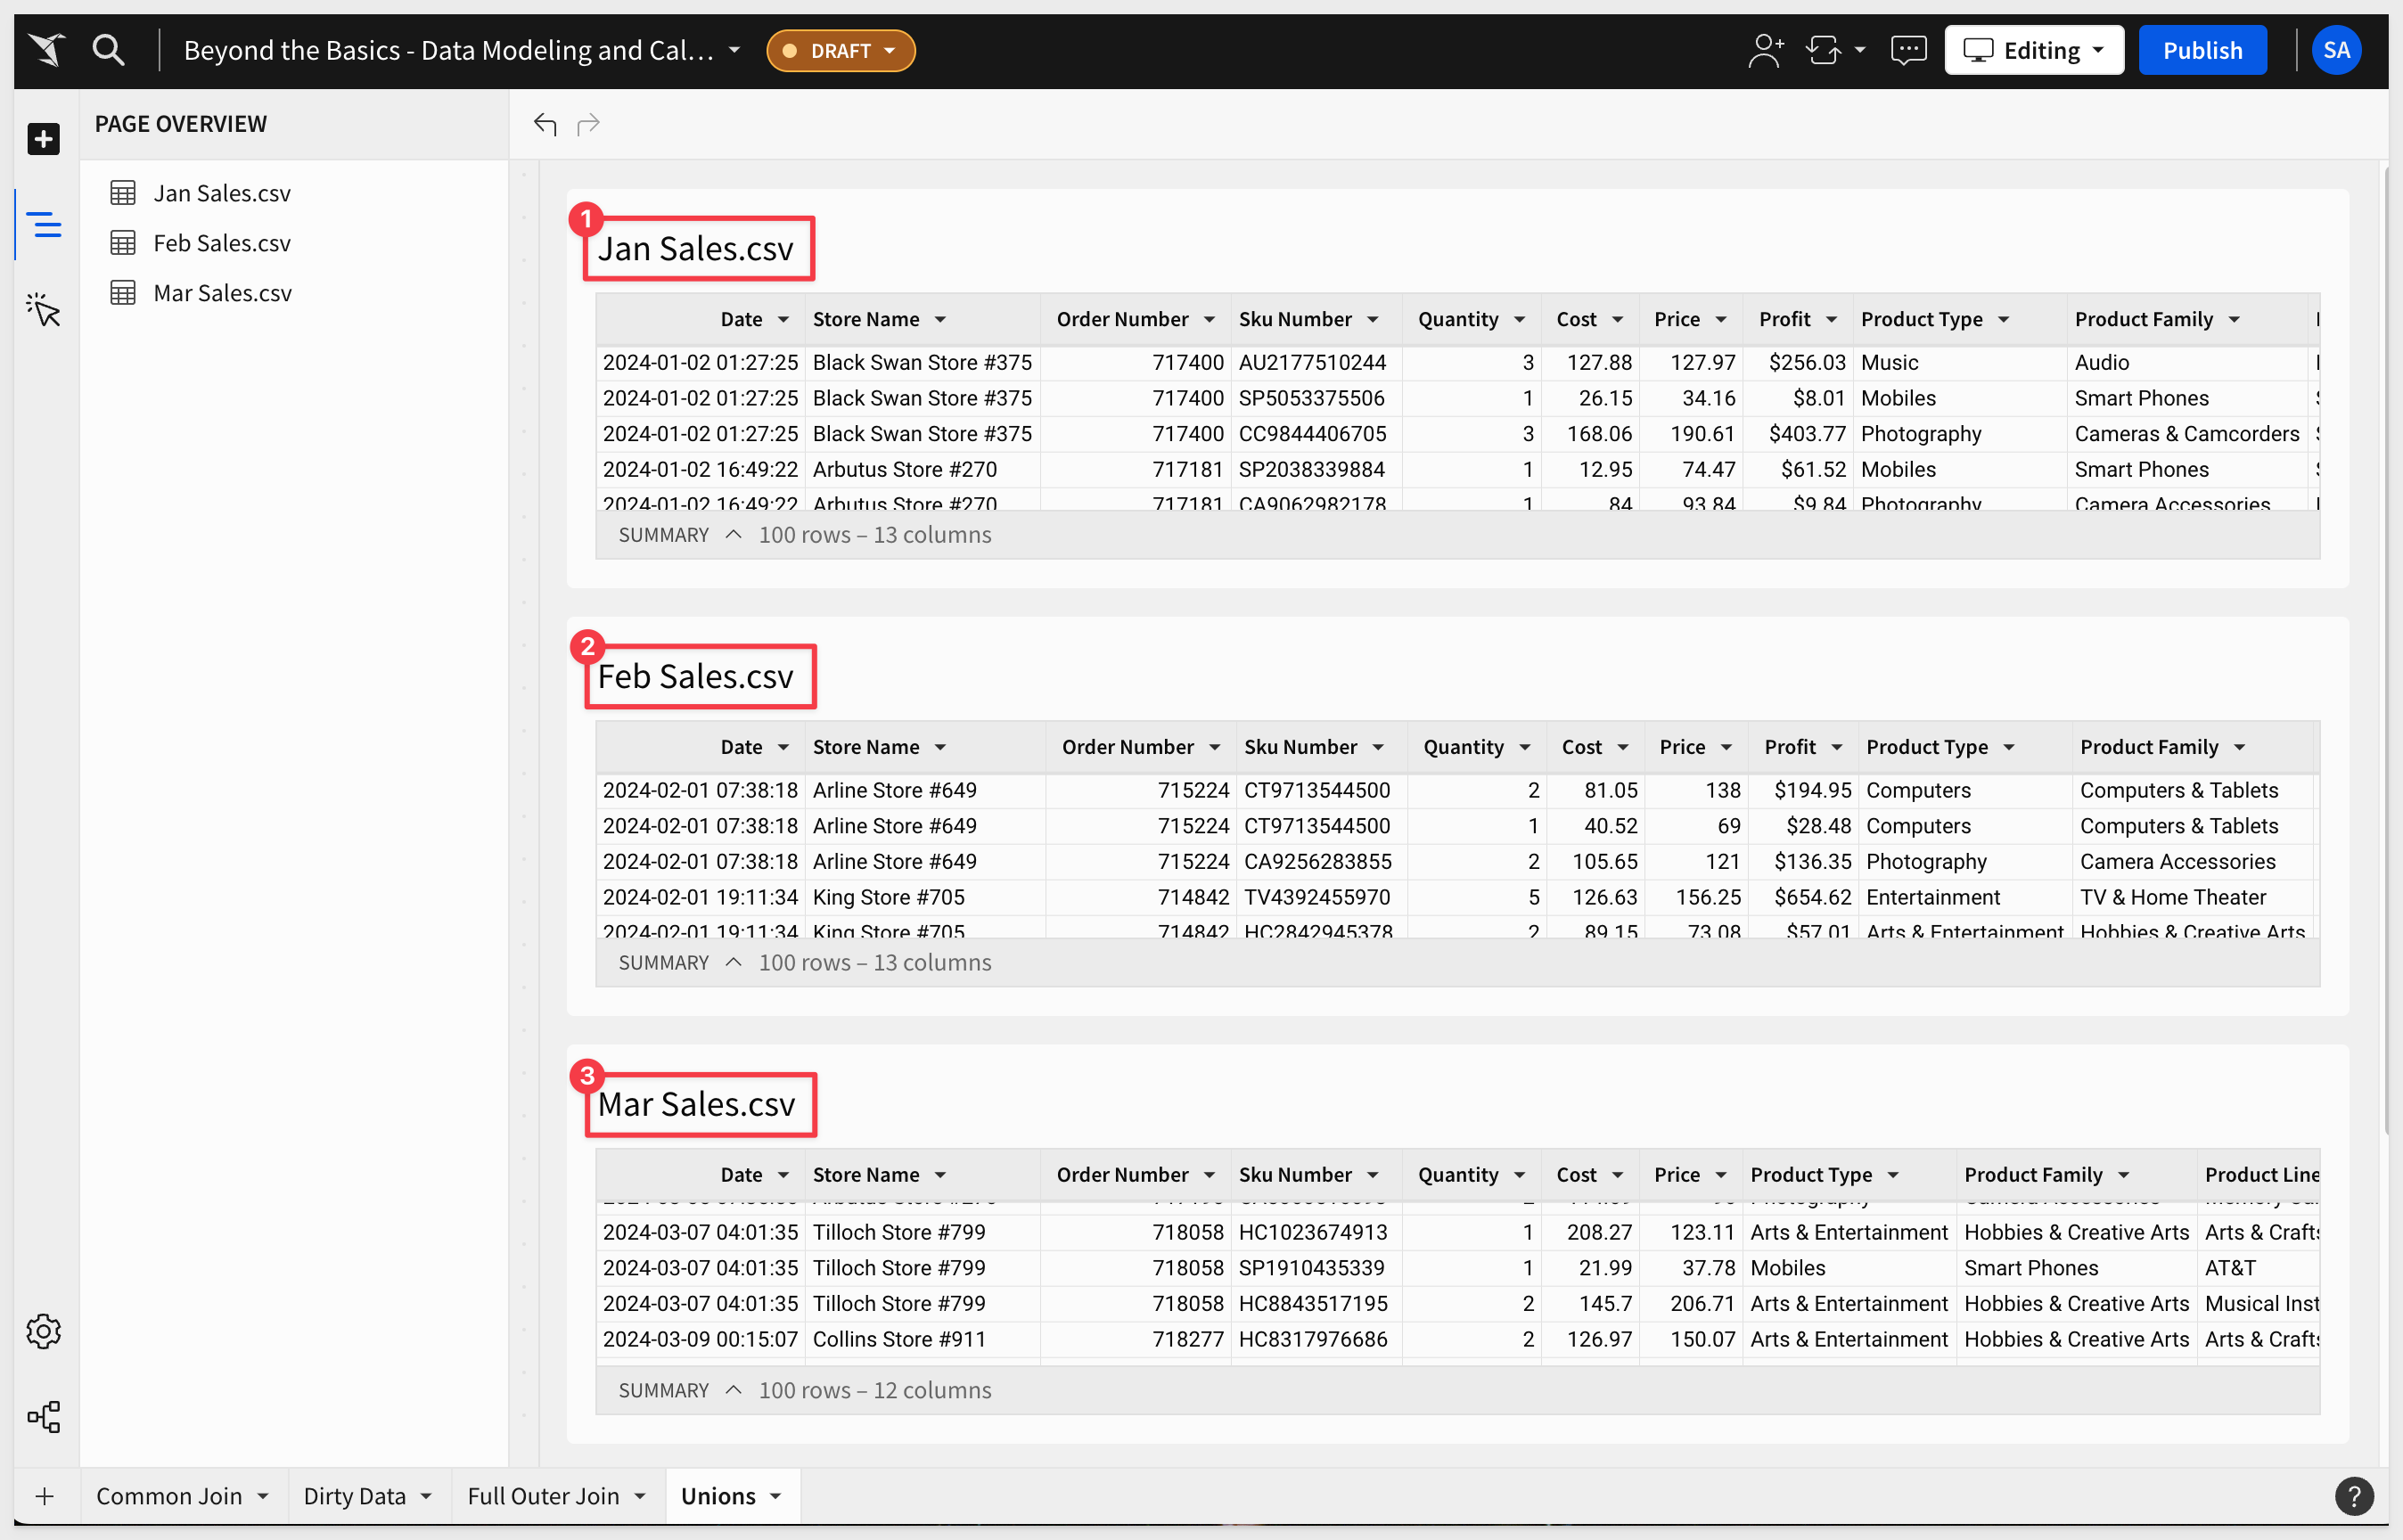 Beyond the Basics - Data Modeling and Cal... DRAFT Editing Publish SA
PAGE OVERVIEW
Jan Sales.csv
Feb Sales.csv
Mar Sales.csv
1
Jan Sales.csv
Date Store Name Order Number Sku Number Quantity Cost Price Profit Product Type Product Family
2024-01-02 01:27:25 Black Swan Store #375 717400 AU2177510244 3 127.88 127.97 $256.03 Music Audio
2024-01-02 01:27:25 Black Swan Store #375 717400 SP5053375506 1 26.15 34.16 $8.01 Mobiles Smart Phones
2024-01-02 01:27:25 Black Swan Store #375 717400 CC9844406705 3 168.06 190.61 $403.77 Photography Cameras & Camcorders
2024-01-02 16:49:22 Arbutus Store #270 717181 SP2038339884 1 12.95 74.47 $61.52 Mobiles Smart Phones
2024-01-02 16:49:22 Arbutus Store #270 717181 CA9062982178 1 84 93.84 $9.84 Photography Camera Accessories
SUMMARY 100 rows – 13 columns
2
Feb Sales.csv
Date Store Name Order Number Sku Number Quantity Cost Price Profit Product Type Product Family
2024-02-01 07:38:18 Arline Store #649 715224 CT9713544500 2 81.05 138 $194.95 Computers Computers & Tablets
2024-02-01 07:38:18 Arline Store #649 715224 CT9713544500 1 40.52 69 $28.48 Computers Computers & Tablets
2024-02-01 07:38:18 Arline Store #649 715224 CA9256283855 2 105.65 121 $136.35 Photography Camera Accessories
2024-02-01 19:11:34 King Store #705 714842 TV4392455970 5 126.63 156.25 $654.62 Entertainment TV & Home Theater
2024-02-01 19:11:34 King Store #705 714842 HC2842945378 2 89.15 73.08 $57.01 Arts & Entertainment Hobbies & Creative Arts
SUMMARY 100 rows – 13 columns
3
Mar Sales.csv
Date Store Name Order Number Sku Number Quantity Cost Price Product Type Product Family Product Line
2024-03-07 04:01:35 Tilloch Store #799 718058 HC1023674913 1 208.27 123.11 Arts & Entertainment Hobbies & Creative Arts Arts & Crafts
2024-03-07 04:01:35 Tilloch Store #799 718058 SP1910435339 1 21.99 37.78 Mobiles Smart Phones AT&T
2024-03-07 04:01:35 Tilloch Store #799 718058 HC8843517195 2 145.7 206.71 Arts & Entertainment Hobbies & Creative Arts Musical Inst
2024-03-09 00:15:07 Collins Store #911 718277 HC8317976686 2 126.97 150.07 Arts & Entertainment Hobbies & Creative Arts Arts & Crafts
SUMMARY 100 rows – 12 columns
Common Join Dirty Data Full Outer Join Unions ?